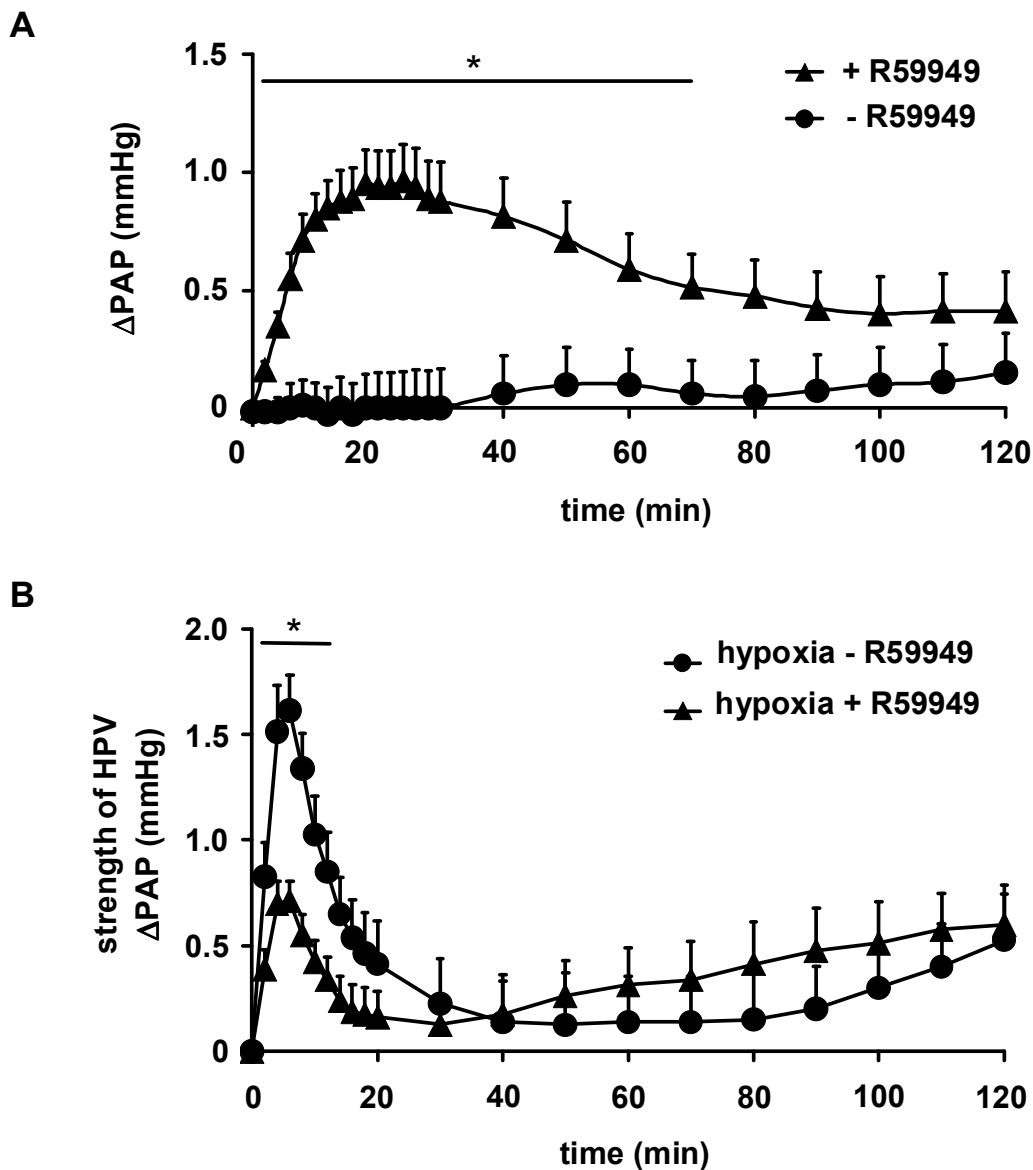 A
1.5
*
+ R59949
- R59949
1.0
ΔPAP (mmHg)
0.5
0
0 20 40 60 80 100 120
time (min)
B
2.0
*
hypoxia - R59949
hypoxia + R59949
1.5
strength of HPV
ΔPAP (mmHg)
1.0
0.5
0
0 20 40 60 80 100 120
time (min)